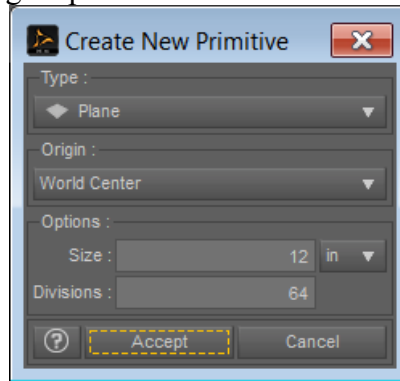 Create New Primitive
Type :
Plane
Origin :
World Center
Options :
Size : 12 in
Divisions : 64
? Accept Cancel